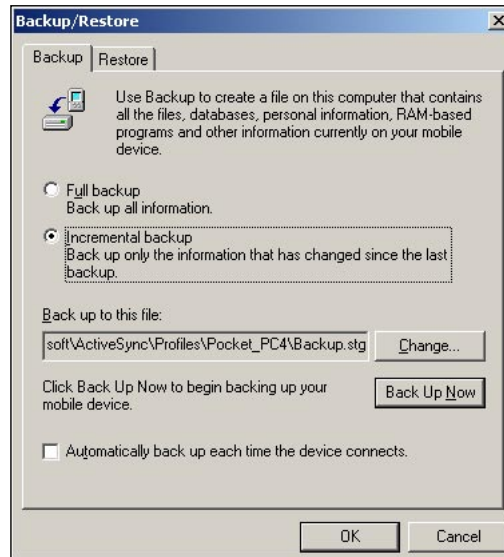 Backup/Restore
Backup
Restore
Use Backup to create a file on this computer that contains
all the files, databases, personal information, RAM-based
programs and other information currently on your mobile
device.
Full backup
Back up all information.
Incremental backup
Back up only the information that has changed since the last
backup.
Back up to this file:
soft\ActiveSync\Profiles\Pocket_PC4\Backup.stg
Change...
Click Back Up Now to begin backing up your
mobile device.
Back Up Now
Automatically back up each time the device connects.
OK
Cancel